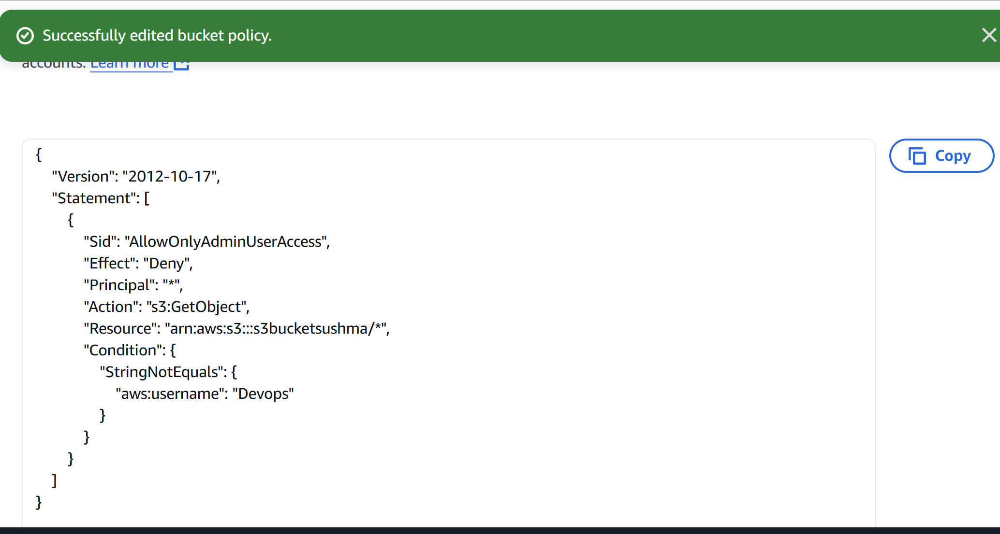 Successfully edited bucket policy.
accounts. Learn more
{
"Version": "2012-10-17",
"Statement": [
{
"Sid": "AllowOnlyAdminUserAccess",
"Effect": "Deny",
"Principal": "*",
"Action": "s3:GetObject",
"Resource": "arn:aws:s3:::s3bucketsushma/*",
"Condition": {
"StringNotEquals": {
"aws:username": "Devops"
}
}
}
]
}
Copy